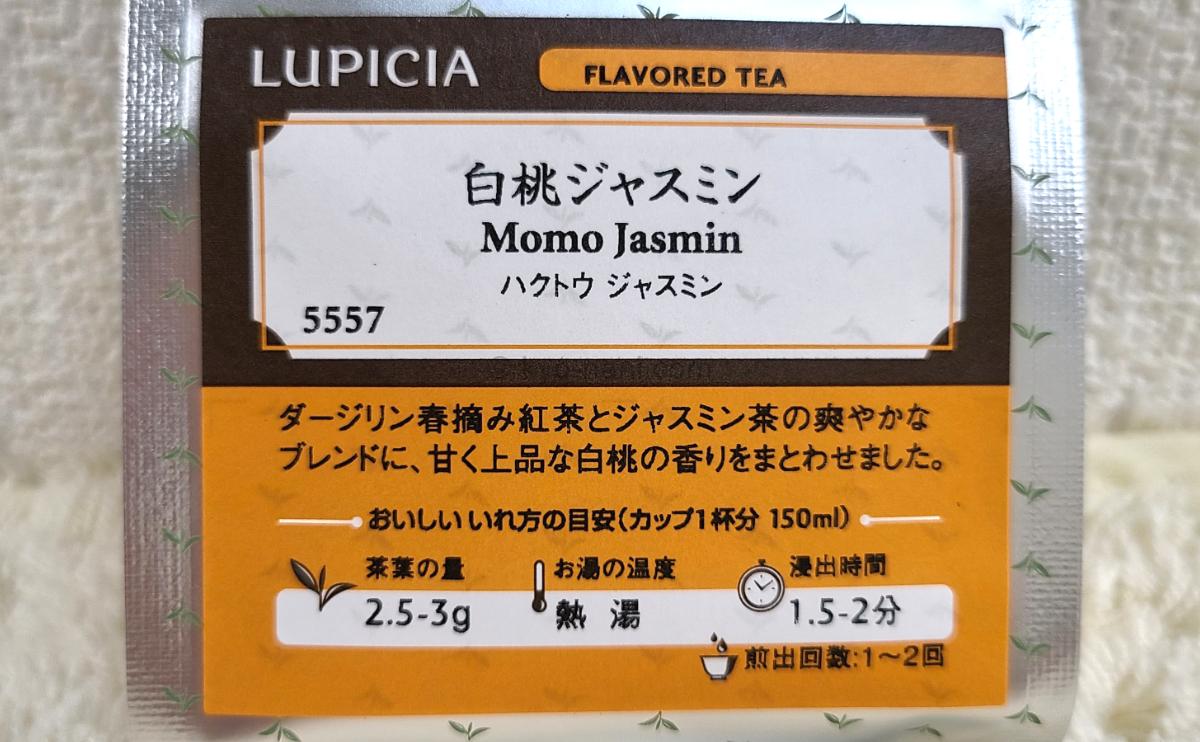 LUPICIA
FLAVORED TEA
白桃ジャスミン
Momo Jasmin
ハクトウ ジャスミン
5557
ダージリン春摘み紅茶とジャスミン茶の爽やかな
ブレンドに、甘く上品な白桃の香りをまとわせました。
おいしいいれ方の目安(カップ1杯分 150ml)
茶葉の量 お湯の温度 浸出時間
2.5-3g 熱湯 1.5-2分
煎出回数:1～2回